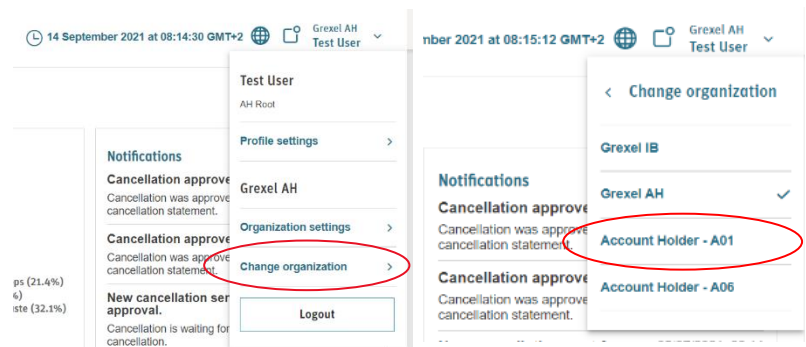 14 September 2021 at 08:14:30 GMT+2
Grexel AH
Test User
Test User
AH Root
Profile settings
Grexel AH
Organization settings
Change organization
Logout
Notifications
Cancellation approve
Cancellation was approve
cancellation statement.
Cancellation approve
Cancellation was approve
cancellation statement.
New cancellation ser
approval.
Cancellation is waiting for
cancellation.
ps (21.4%)
%)
ste (32.1%)
mber 2021 at 08:15:12 GMT+2
Grexel AH
Test User
Change organization
Grexel IB
Grexel AH
Account Holder - A01
Account Holder - A06
Notifications
Cancellation approve
Cancellation was approve
cancellation statement.
Cancellation approve
Cancellation was approve
cancellation statement.